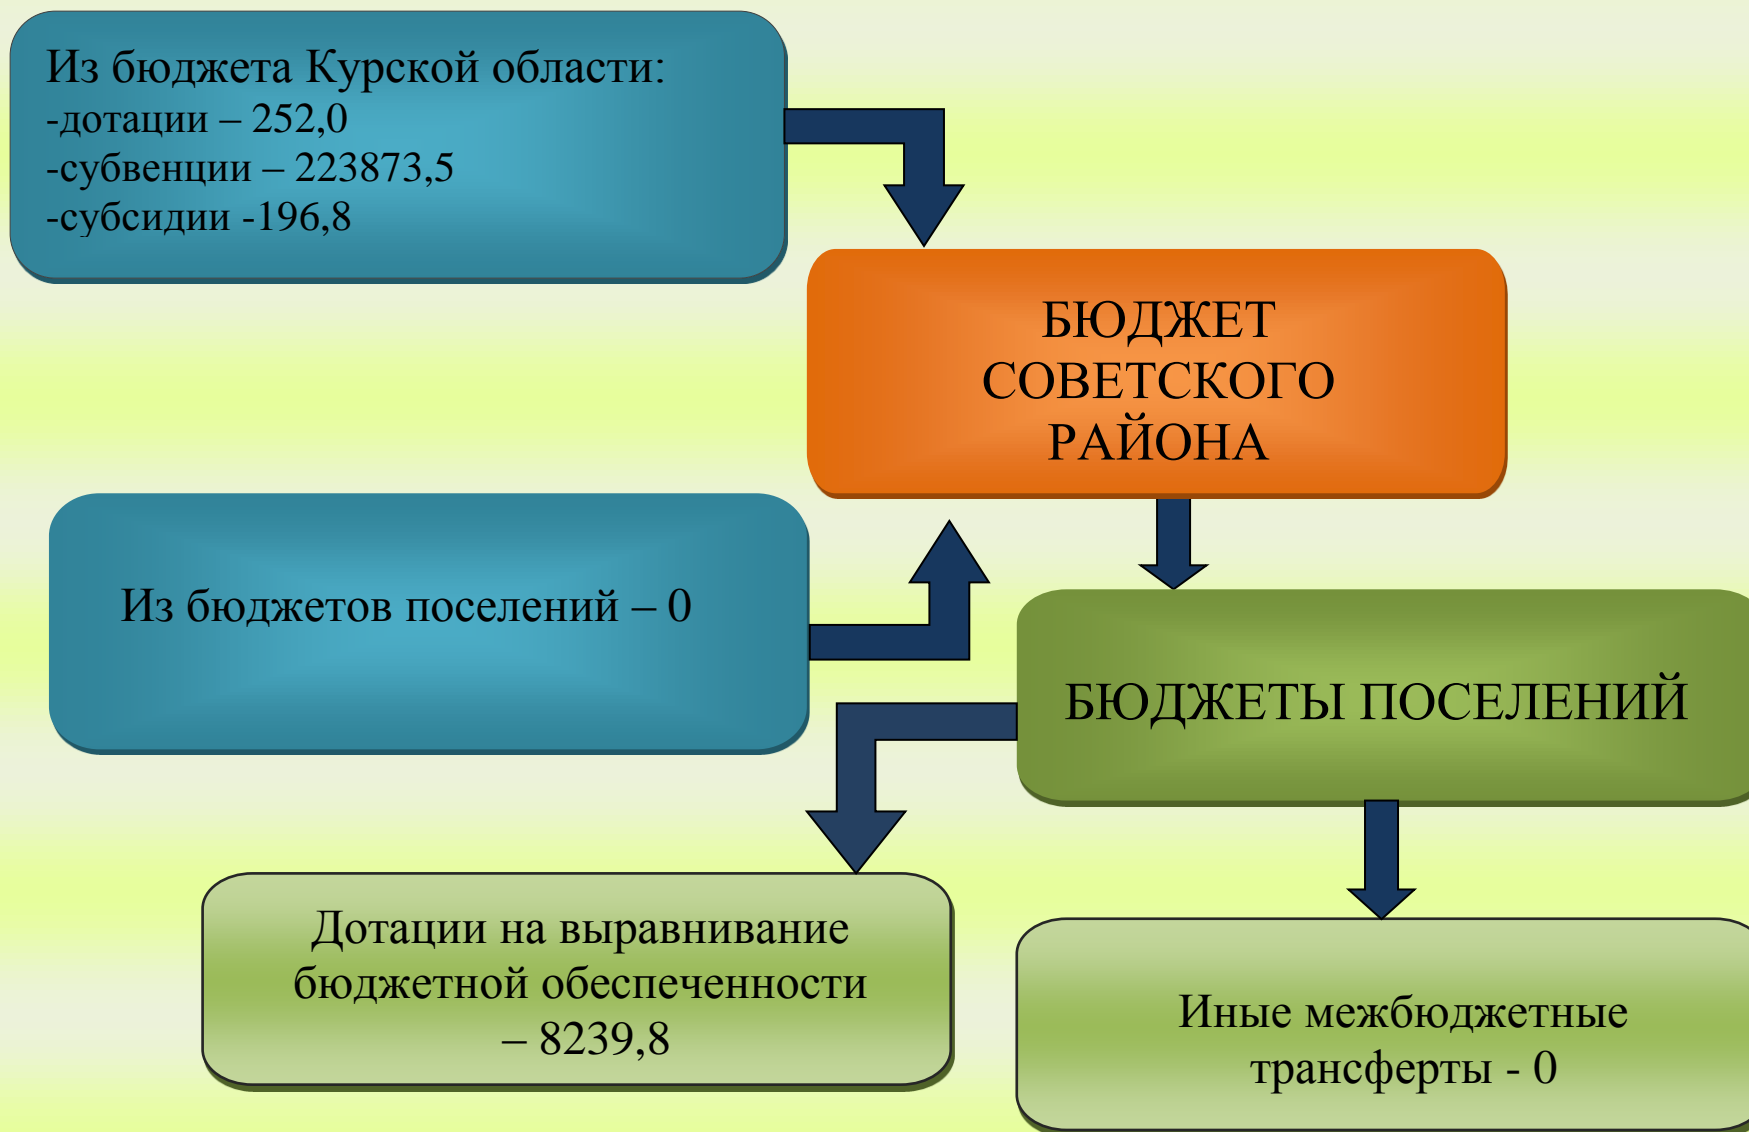 Из бюджета Курской области:
-дотации – 252,0
-субвенции – 223873,5
-субсидии -196,8
БЮДЖЕТ
СОВЕТСКОГО
РАЙОНА
Из бюджетов поселений – 0
БЮДЖЕТЫ ПОСЕЛЕНИЙ
Дотации на выравнивание
бюджетной обеспеченности
– 8239,8
Иные межбюджетные
трансферты - 0